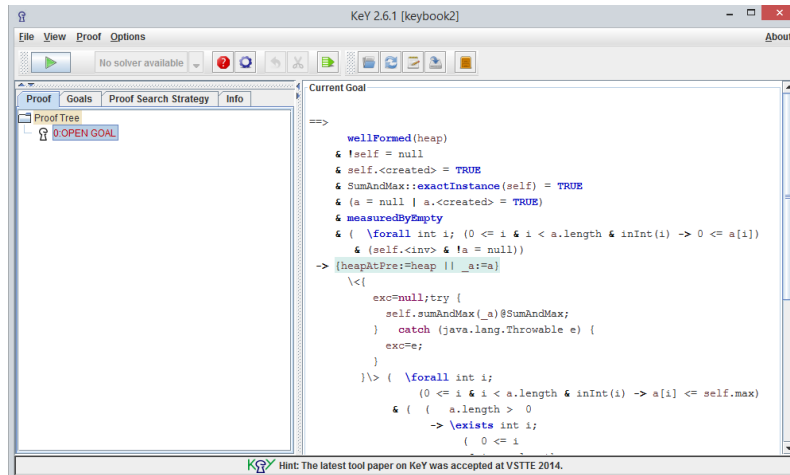 KeY 2.6.1 [keybook2]
File View Proof Options About
No solver available
Proof Goals Proof Search Strategy Info
Proof Tree
0:OPEN GOAL
Current Goal
==>
wellFormed(heap)
& !self = null
& self.<created> = TRUE
& SumAndMax::exactInstance(self) = TRUE
& (a = null | a.<created> = TRUE)
& measuredByEmpty
& ( \forall int i; (0 <= i & i < a.length & inInt(i) -> 0 <= a[i])
& (self.<inv> & !a = null))
-> {heapAtPre:=heap || _a:=a}
\<{
exc=null;try {
self.sumAndMax(_a)@SumAndMax;
} catch (java.lang.Throwable e) {
exc=e;
}
}\> ( \forall int i;
(0 <= i & i < a.length & inInt(i) -> a[i] <= self.max)
& ( ( a.length > 0
-> \exists int i;
( 0 <= i
KeY Hint: The latest tool paper on KeY was accepted at VSTTE 2014.